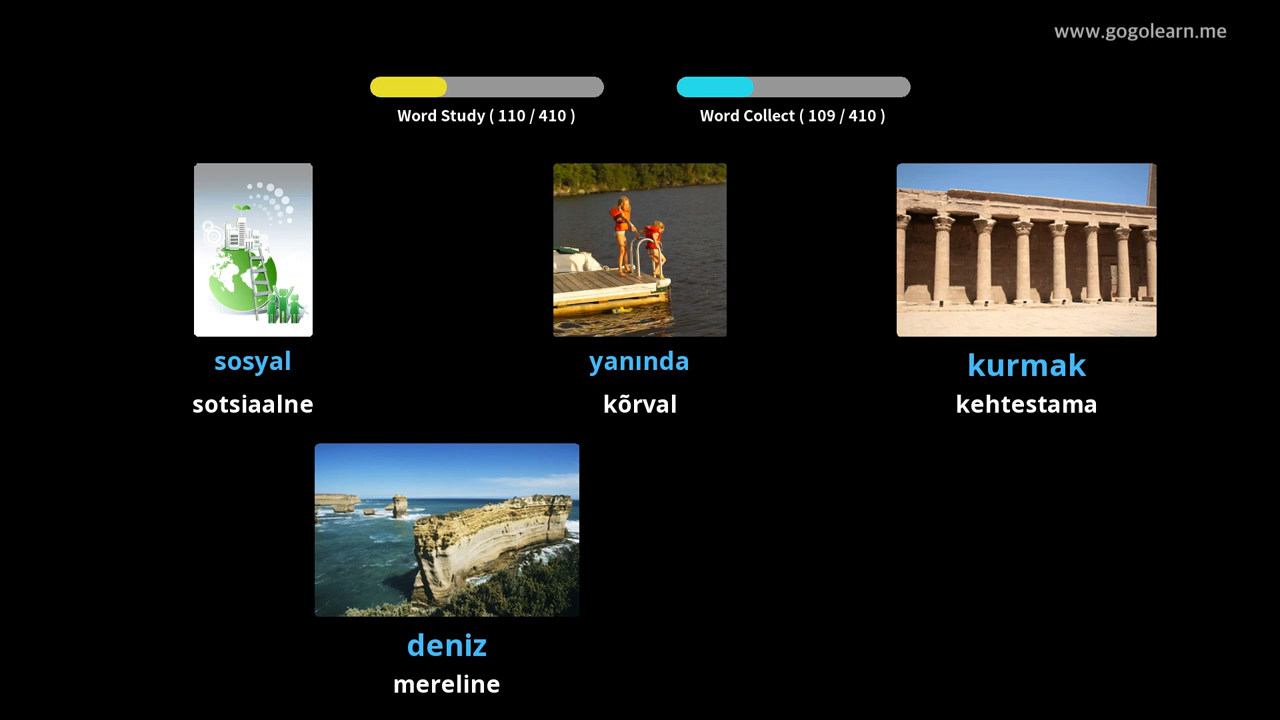 www.gogolearn.me
Word Study ( 110 / 410 )
Word Collect ( 109 / 410 )
sosyal
sotsiaalne
yanında
kõrval
kurmak
kehtestama
deniz
mereline